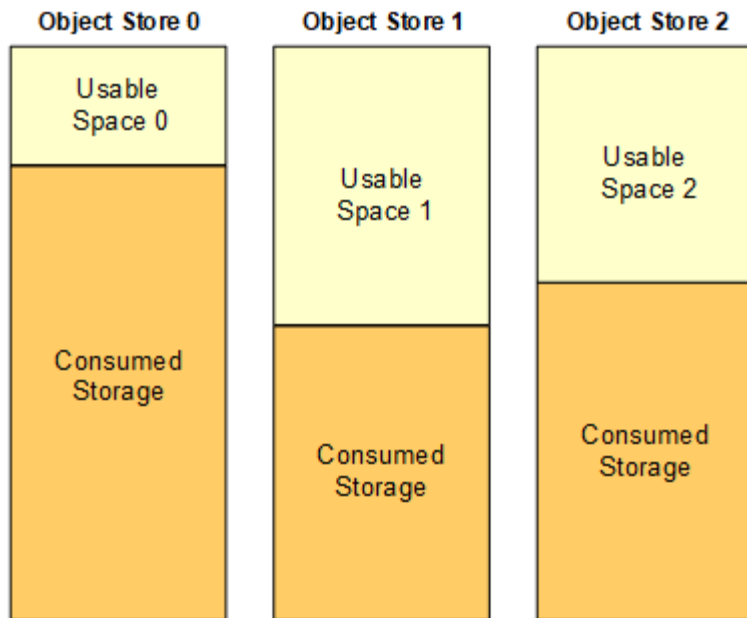 Object Store 0
Object Store 1
Object Store 2
Usable
Space 0
Usable
Space 1
Usable
Space 2
Consumed
Storage
Consumed
Storage
Consumed
Storage